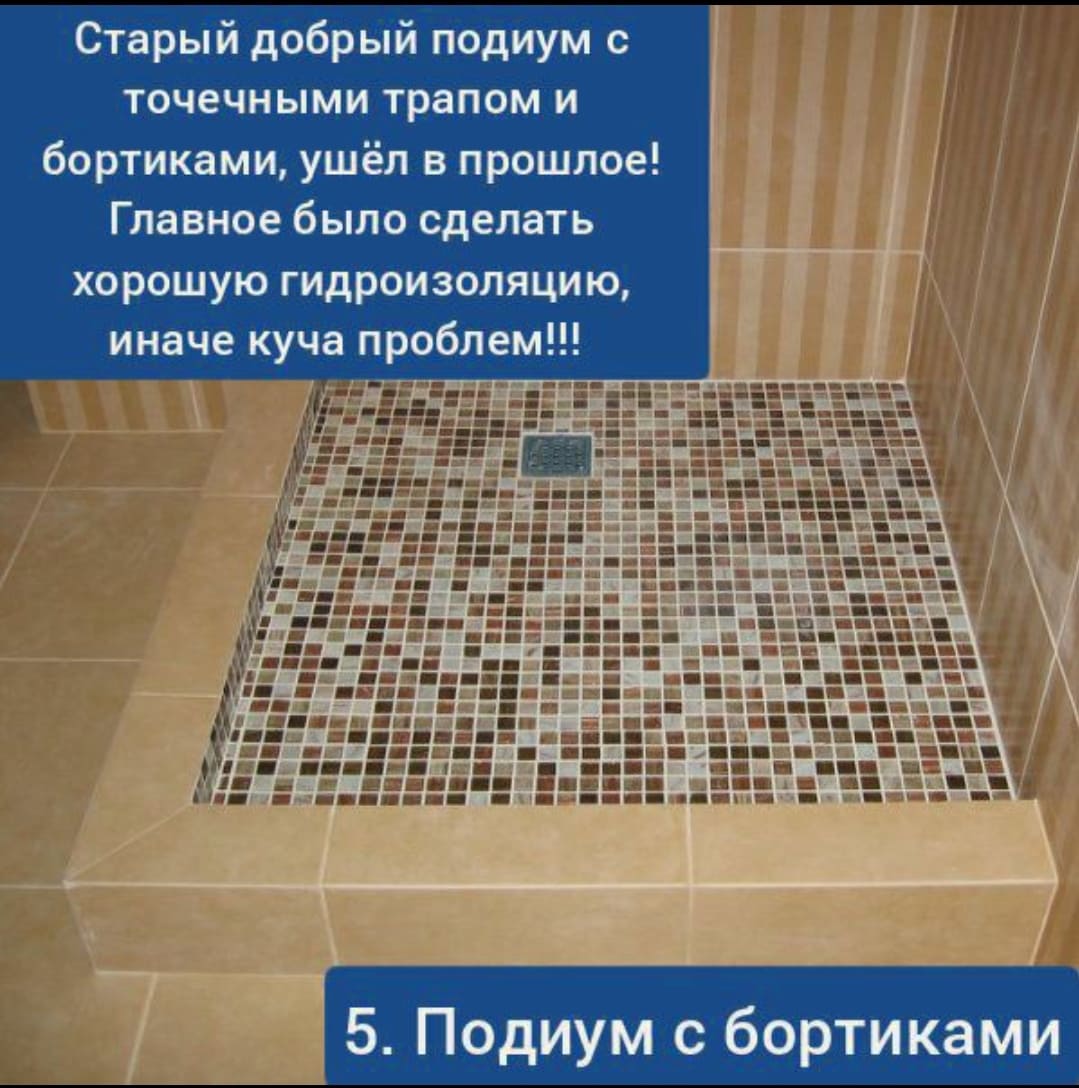 Старый добрый подиум с
точечными трапом и
бортиками, ушёл в прошлое!
Главное было сделать
хорошую гидроизоляцию,
иначе куча проблем!!!
5. Подиум с бортиками